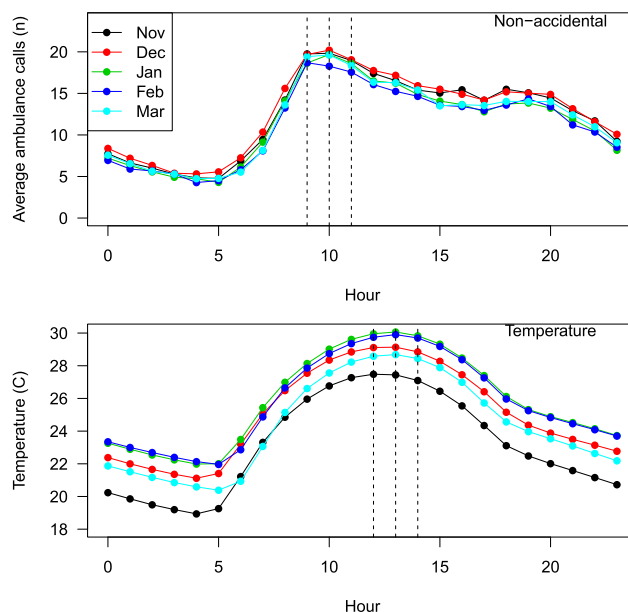 Non−accidental
Nov
Dec
Jan
Feb
Mar
Average ambulance calls (n)
20
15
10
5
0
0 5 10 15 20
Hour
Temperature
Temperature (C)
30
28
26
24
22
20
18
0 5 10 15 20
Hour